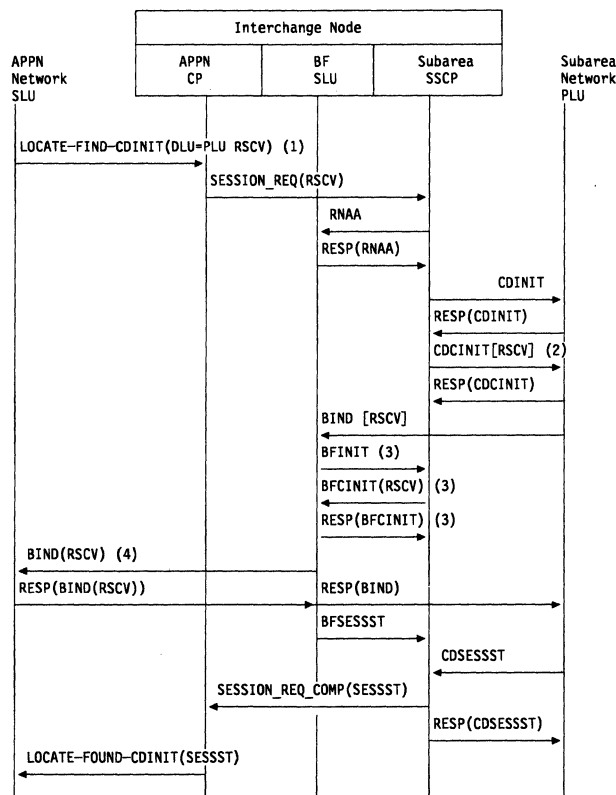 Interchange Node
APPN Network SLU
APPN CP
BF SLU
Subarea SSCP
Subarea Network PLU
LOCATE-FIND-CDINIT(DLU=PLU RSCV) (1)
SESSION_REQ(RSCV)
RNAA
RESP(RNAA)
CDINIT
RESP(CDINIT)
CDCINIT[RSCV] (2)
RESP(CDCINIT)
BIND [RSCV]
BFINIT (3)
BFCINIT(RSCV) (3)
RESP(BFCINIT) (3)
BIND(RSCV) (4)
RESP(BIND(RSCV))
RESP(BIND)
BFSESSST
CDSESSST
SESSION_REQ_COMP(SESSST)
RESP(CDSESSST)
LOCATE-FOUND-CDINIT(SESSST)